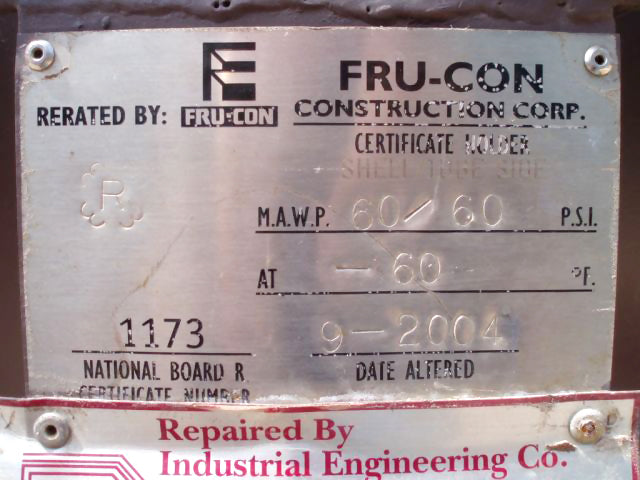 FRU-CON
RERATED BY: FRU-CON CONSTRUCTION CORP.
CERTIFICATE HOLDER
SHELL TUBE SIDE
R
M.A.W.P. 60/60 P.S.I.
AT -60 °F.
1173 9-2004
NATIONAL BOARD R DATE ALTERED
CERTIFICATE NUMBER
Repaired By
Industrial Engineering Co.